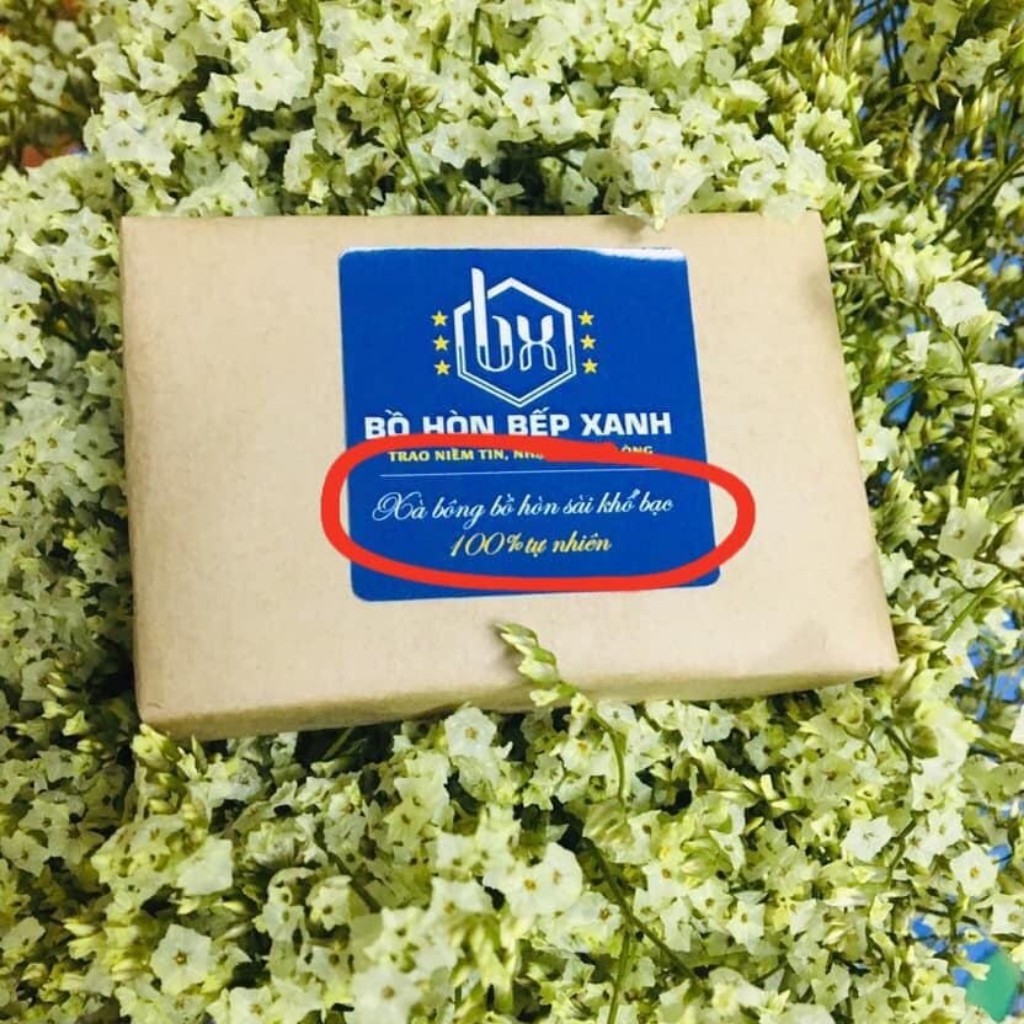 bx
BỒ HÒN BẾP XANH
TRAO NIỀM TIN,
Xà bông bồ hòn sài khổ bạc
100% tự nhiên